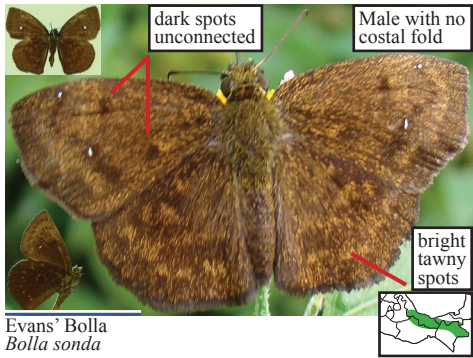 dark spots
unconnected
Male with no
costal fold
bright
tawny
spots
Evans’ Bolla
Bolla sonda